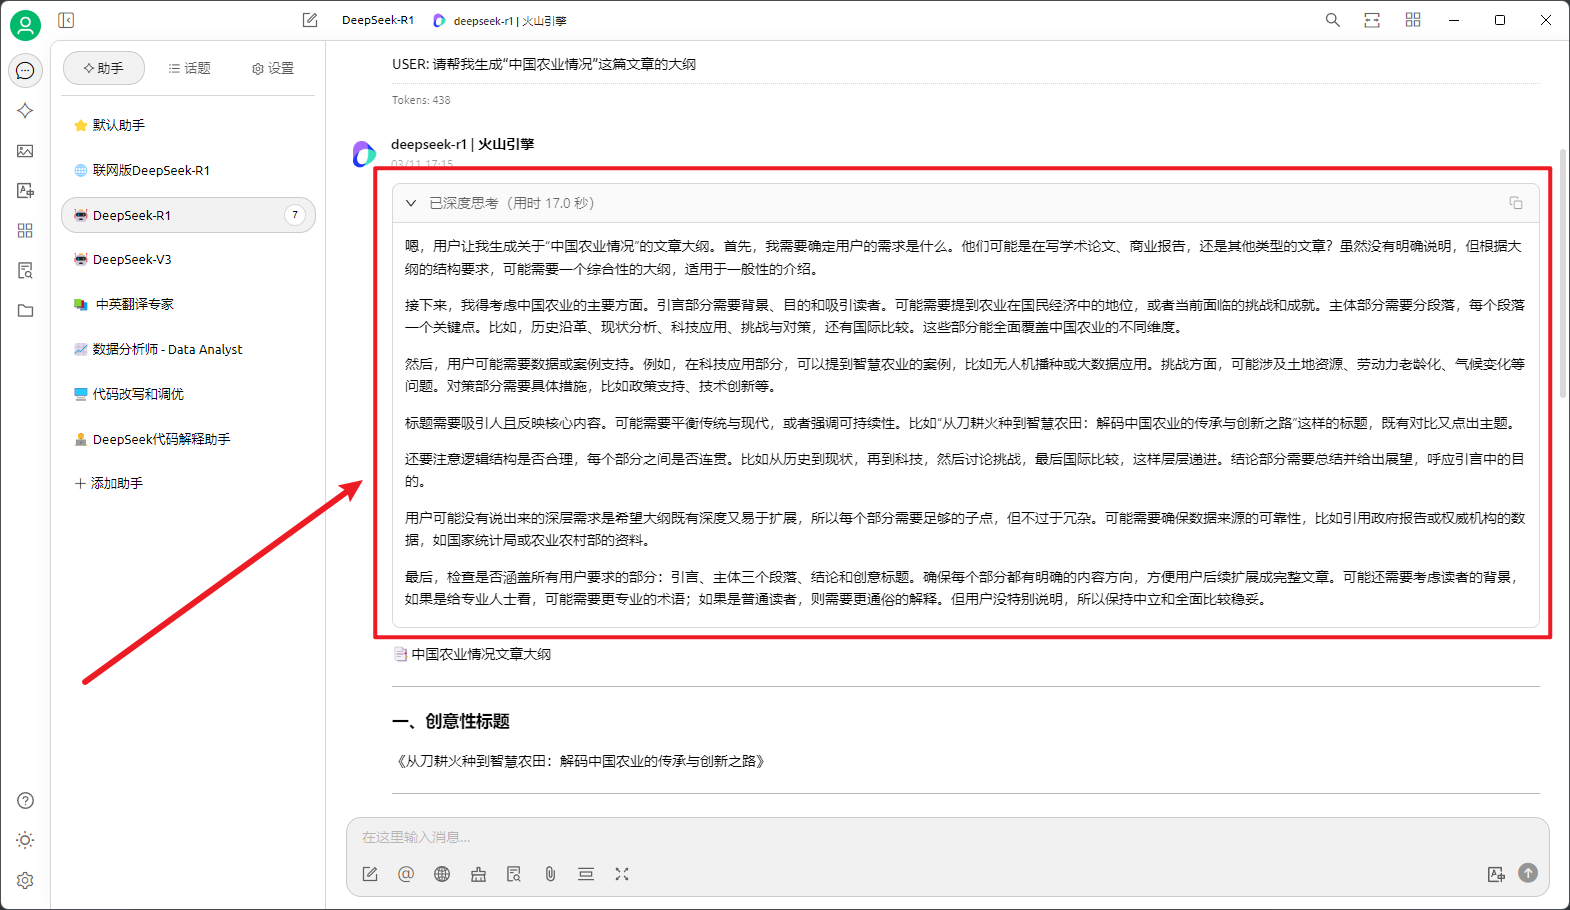 DeepSeek-R1
deepseek-r1 | 火山引擎
助手
话题
设置
默认助手
联网版DeepSeek-R1
DeepSeek-R1
7
DeepSeek-V3
中英翻译专家
数据分析师 - Data Analyst
代码改写和调优
DeepSeek代码解释助手
添加助手
USER: 请帮我生成“中国农业情况”这篇文章的大纲
Tokens: 438
deepseek-r1 | 火山引擎
03/11 17:15
已深度思考（用时 17.0 秒）
嗯，用户让我生成关于“中国农业情况”的文章大纲。首先，我需要确定用户的需求是什么。他们可能是在写学术论文、商业报告，还是其他类型的文章？虽然没有明确说明，但根据大
纲的结构要求，可能需要一个综合性的大纲，适用于一般性的介绍。
接下来，我得考虑中国农业的主要方面。引言部分需要背景、目的和吸引读者。可能需要提到农业在国民经济中的地位，或者当前面临的挑战和成就。主体部分需要分段落，每个段落
一个关键点。比如，历史沿革、现状分析、科技应用、挑战与对策，还有国际比较。这些部分能全面覆盖中国农业的不同维度。
然后，用户可能需要数据或案例支持。例如，在科技应用部分，可以提到智慧农业的案例，比如无人机播种或大数据应用。挑战方面，可能涉及土地资源、劳动力老龄化、气候变化等
问题。对策部分需要具体措施，比如政策支持、技术创新等。
标题需要吸引人且反映核心内容。可能需要平衡传统与现代，或者强调可持续性。比如“从刀耕火种到智慧农田：解码中国农业的传承与创新之路”这样的标题，既有对比又点出主题。
还要注意逻辑结构是否合理，每个部分之间是否连贯。比如从历史到现状，再到科技，然后讨论挑战，最后国际比较，这样层层递进。结论部分需要总结并给出展望，呼应引言中的目
的。
用户可能没有说出来的深层需求是希望大纲既有深度又易于扩展，所以每个部分需要足够的子点，但不过于冗杂。可能需要确保数据来源的可靠性，比如引用政府报告或权威机构的数
据，如国家统计局或农业农村部的资料。
最后，检查是否涵盖所有用户要求的部分：引言、主体三个段落、结论和创意标题。确保每个部分都有明确的内容方向，方便用户后续扩展成完整文章。可能还需要考虑读者的背景，
如果是给专业人士看，可能需要更专业的术语；如果是普通读者，则需要更通俗的解释。但用户没特别说明，所以保持中立和全面比较稳妥。
中国农业情况文章大纲
一、创意性标题
《从刀耕火种到智慧农田：解码中国农业的传承与创新之路》
在这里输入消息...